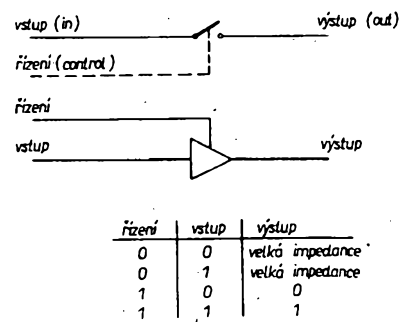 vstup (in) výstup (out)
řízení (control)
řízení
vstup výstup
řízení vstup výstup
0 0 velká impedance
0 1 velká impedance
1 0 0
1 1 1